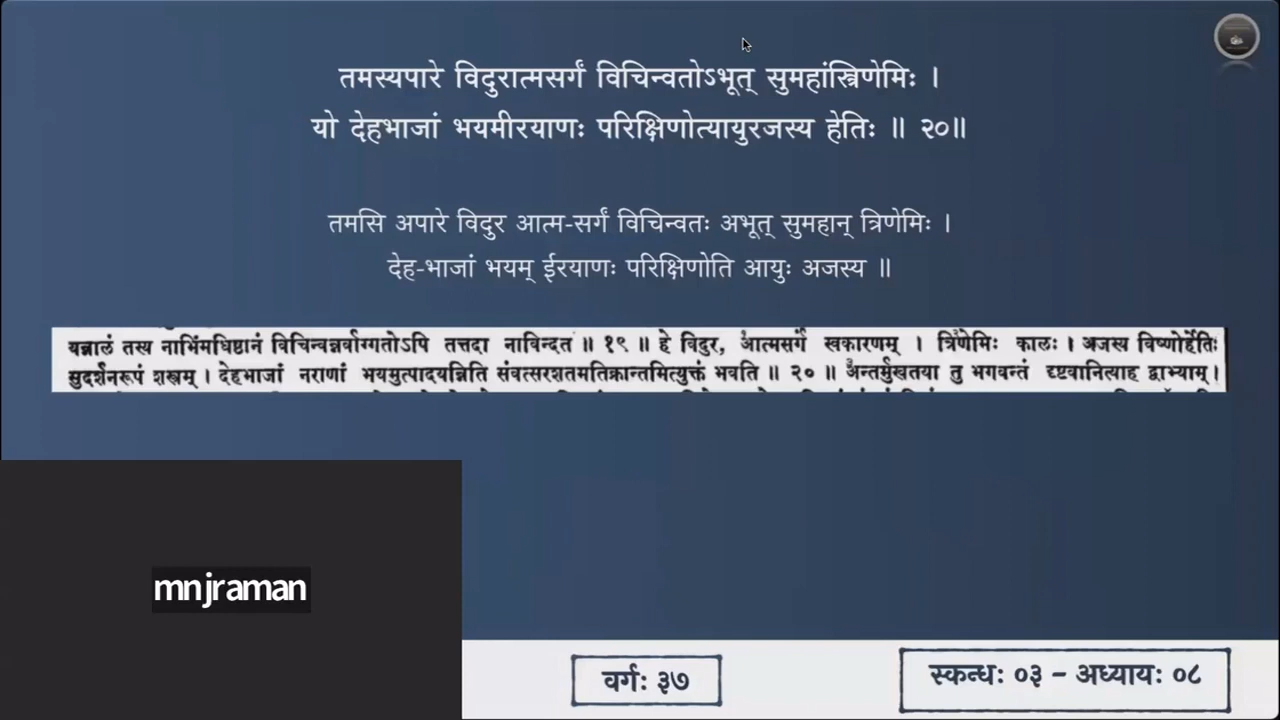 तमस्यपारे विदुरात्मसर्गं विचिन्वतोऽभूत् सुमहांस्त्रिणेमिः ।
यो देहभाजां भयमीरयाणः परिक्षिणोत्यायुरजस्य हेतिः ॥ २०॥
तमसि अपारे विदुर आत्म-सर्गं विचिन्वतः अभूत् सुमहान् त्रिणेमिः ।
देह-भाजां भयम् ईरयाणः परिक्षिणोति आयुः अजस्य ॥
यन्नालं तस्य नाभिमधिष्ठानं विचिन्वन्नर्वाग्गतोऽपि तत्तदा नाविन्दत ॥ १९ ॥ हे विदुर, आत्मसर्गं स्वकारणम् । त्रिणेमिः कालः । अजस्य विष्णोर्हेतिः
सुदर्शनरूपं शस्त्रम् । देहभाजां नराणां भयमुत्पादयन्निति संवत्सरशतमतिक्रान्तमित्युक्तं भवति ॥ २० ॥ अन्तर्मुखतया तु भगवन्तं दृष्टवानित्याह द्वाभ्याम् ।
mnjraman
वर्गः ३७
स्कन्धः ०३ - अध्यायः ०८